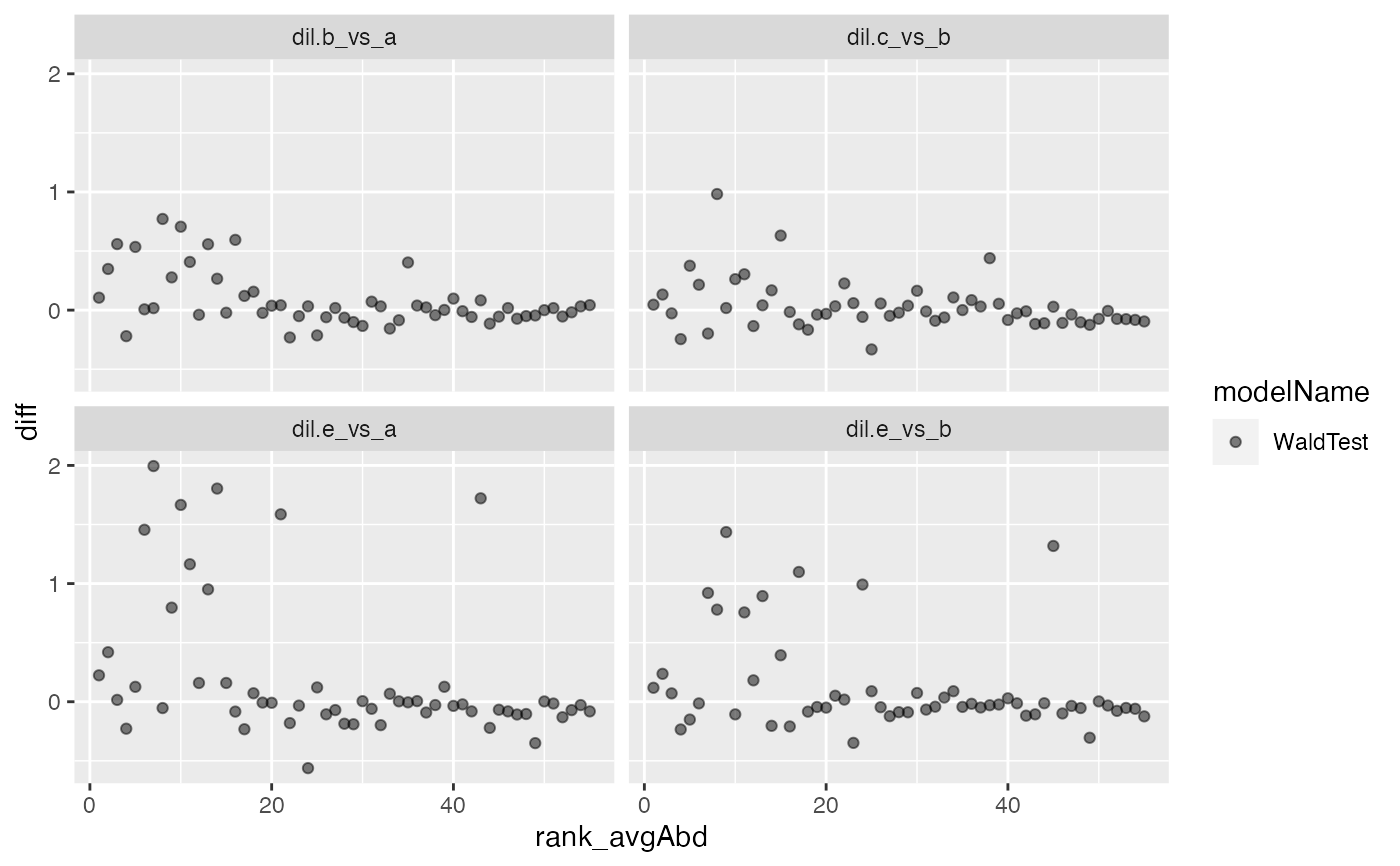 dil.b_vs_a
dil.c_vs_b
2
1
0
diff
dil.e_vs_a
dil.e_vs_b
2
1
0
0
20
40
0
20
40
rank_avgAbd
modelName
WaldTest